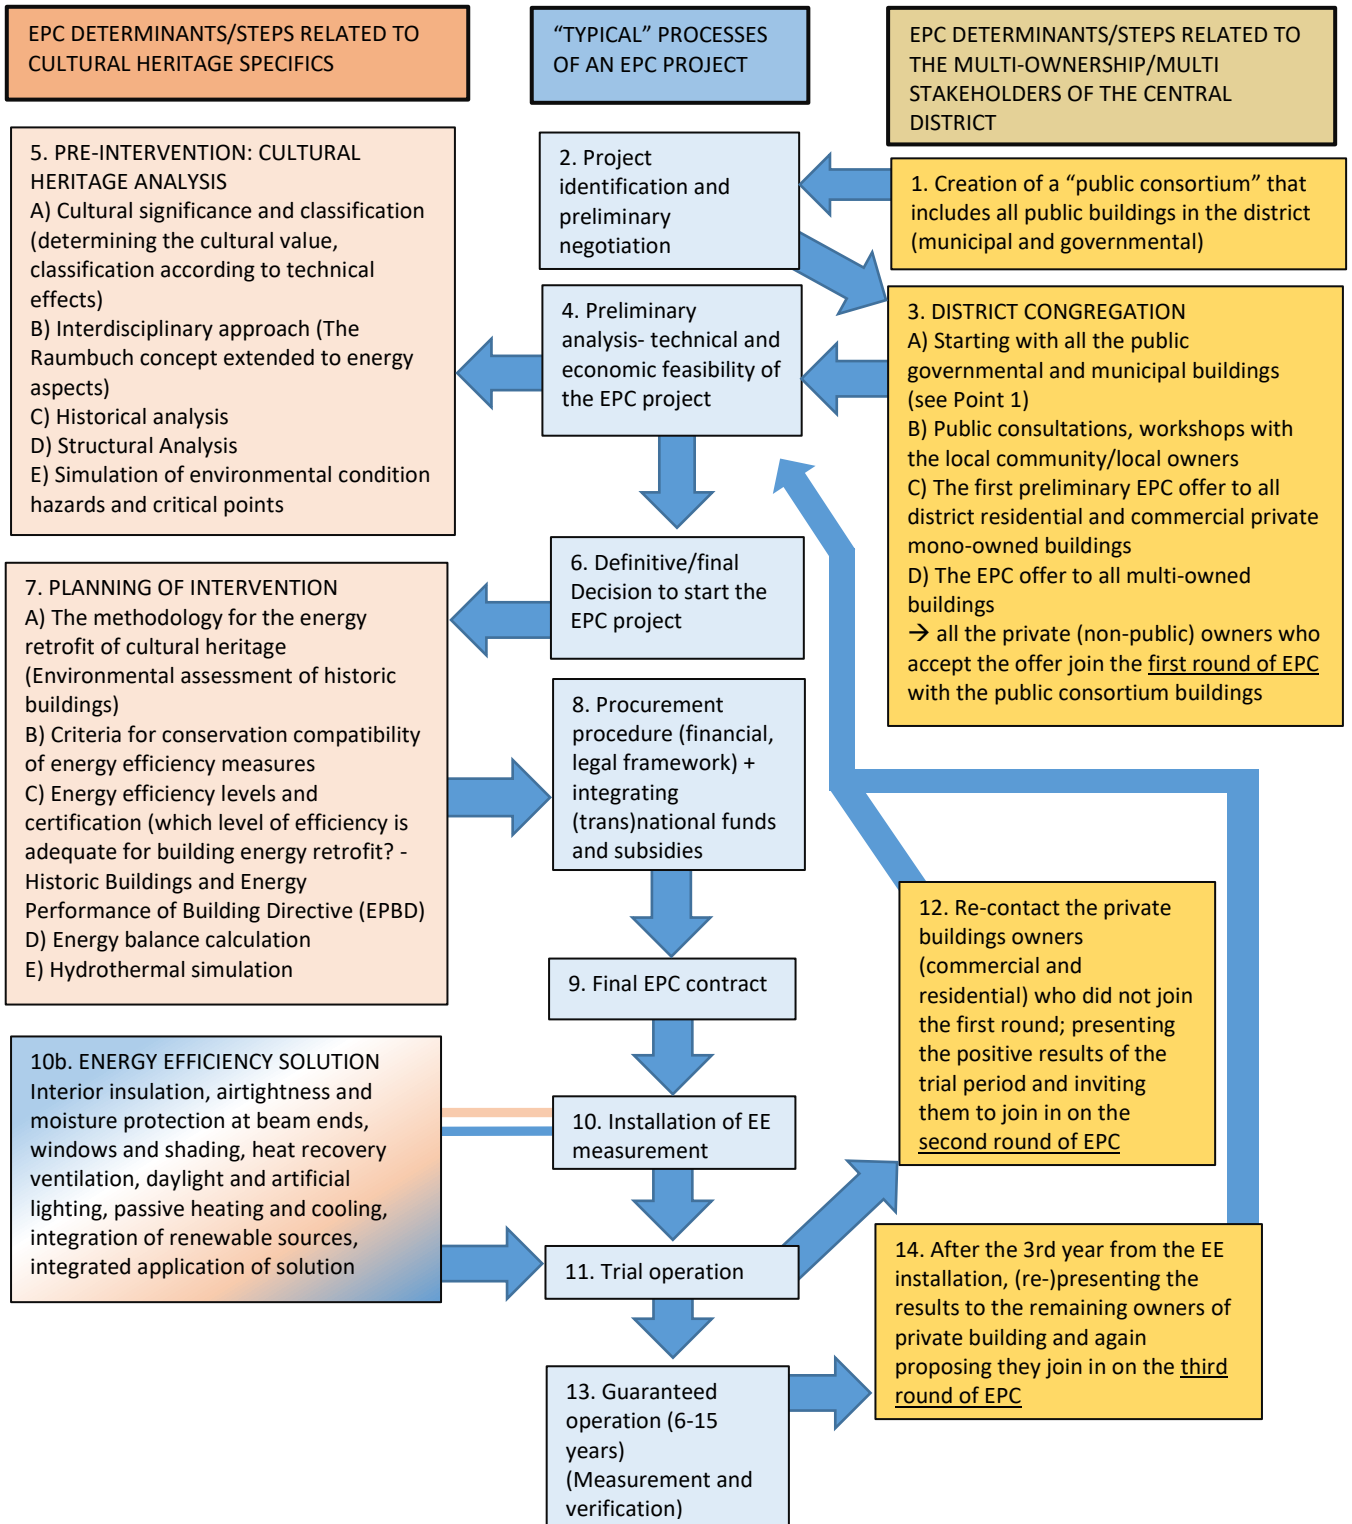 EPC DETERMINANTS/STEPS RELATED TO
CULTURAL HERITAGE SPECIFICS
“TYPICAL” PROCESSES
OF AN EPC PROJECT
EPC DETERMINANTS/STEPS RELATED TO
THE MULTI-OWNERSHIP/MULTI
STAKEHOLDERS OF THE CENTRAL
DISTRICT
5. PRE-INTERVENTION: CULTURAL
HERITAGE ANALYSIS
A) Cultural significance and classification
(determining the cultural value,
classification according to technical
effects)
B) Interdisciplinary approach (The
Raumbuch concept extended to energy
aspects)
C) Historical analysis
D) Structural Analysis
E) Simulation of environmental condition
hazards and critical points
2. Project
identification and
preliminary
negotiation
1. Creation of a “public consortium” that
includes all public buildings in the district
(municipal and governmental)
4. Preliminary
analysis- technical and
economic feasibility of
the EPC project
3. DISTRICT CONGREGATION
A) Starting with all the public
governmental and municipal buildings
(see Point 1)
B) Public consultations, workshops with
the local community/local owners
C) The first preliminary EPC offer to all
district residential and commercial private
mono-owned buildings
D) The EPC offer to all multi-owned
buildings
→ all the private (non-public) owners who
accept the offer join the first round of EPC
with the public consortium buildings
7. PLANNING OF INTERVENTION
A) The methodology for the energy
retrofit of cultural heritage
(Environmental assessment of historic
buildings)
B) Criteria for conservation compatibility
of energy efficiency measures
C) Energy efficiency levels and
certification (which level of efficiency is
adequate for building energy retrofit? -
Historic Buildings and Energy
Performance of Building Directive (EPBD)
D) Energy balance calculation
E) Hydrothermal simulation
6. Definitive/final
Decision to start the
EPC project
8. Procurement
procedure (financial,
legal framework) +
integrating
(trans)national funds
and subsidies
9. Final EPC contract
12. Re-contact the private
buildings owners
(commercial and
residential) who did not join
the first round; presenting
the positive results of the
trial period and inviting
them to join in on the
second round of EPC
10b. ENERGY EFFICIENCY SOLUTION
Interior insulation, airtightness and
moisture protection at beam ends,
windows and shading, heat recovery
ventilation, daylight and artificial
lighting, passive heating and cooling,
integration of renewable sources,
integrated application of solution
10. Installation of EE
measurement
11. Trial operation
14. After the 3rd year from the EE
installation, (re-)presenting the
results to the remaining owners of
private building and again
proposing they join in on the third
round of EPC
13. Guaranteed
operation (6-15
years)
(Measurement and
verification)